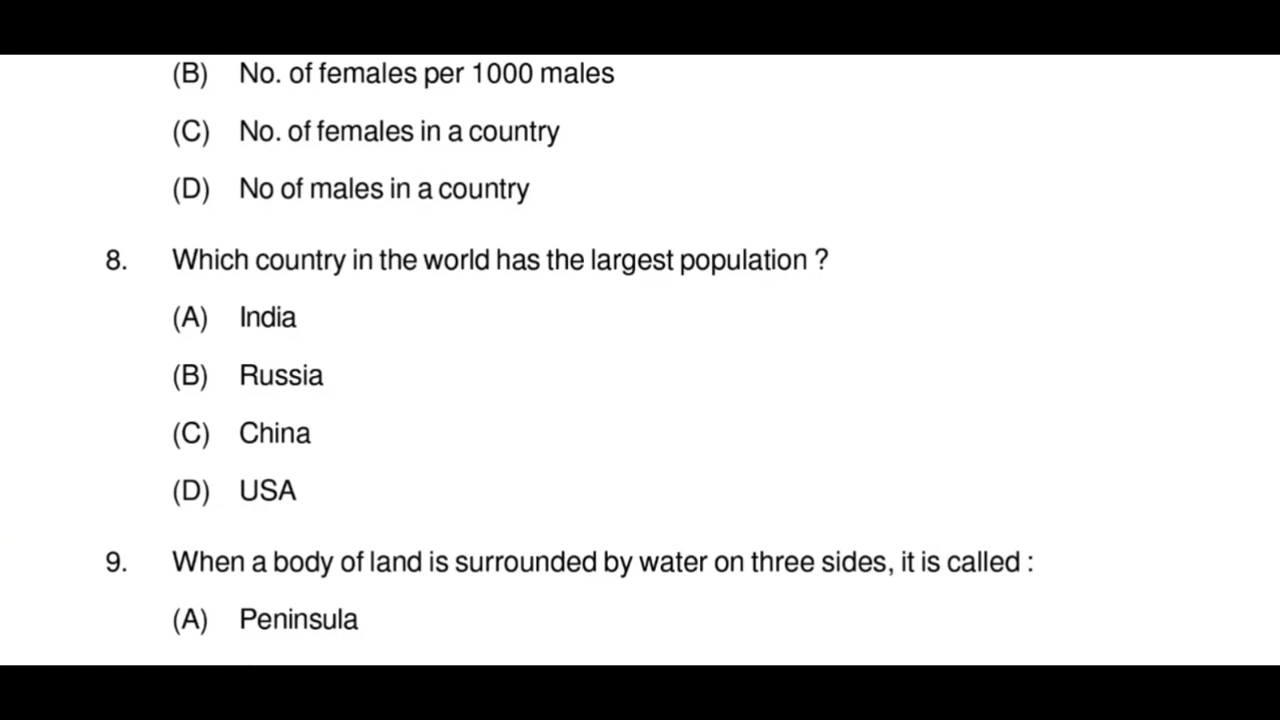 (B) No. of females per 1000 males
(C) No. of females in a country
(D) No of males in a country
8. Which country in the world has the largest population ?
(A) India
(B) Russia
(C) China
(D) USA
9. When a body of land is surrounded by water on three sides, it is called :
(A) Peninsula